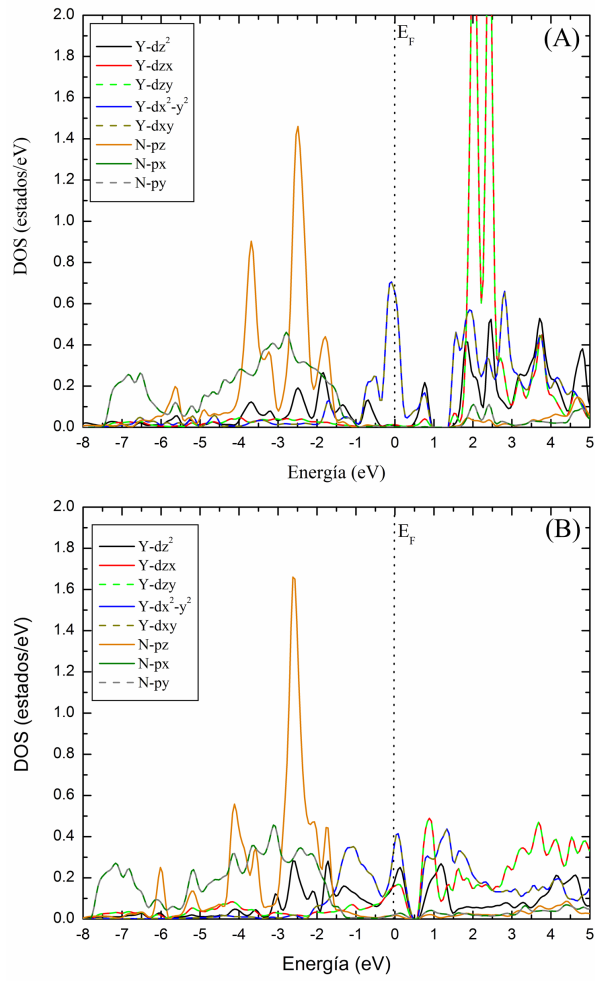 (A)
E_F
Y-dz²
Y-dzx
Y-dzy
Y-dx²-y²
Y-dxy
N-pz
N-px
N-py
DOS (estados/eV)
2.0
1.8
1.6
1.4
1.2
1.0
0.8
0.6
0.4
0.2
0.0
-8 -7 -6 -5 -4 -3 -2 -1 0 1 2 3 4 5
Energía (eV)
(B)
E_F
Y-dz²
Y-dzx
Y-dzy
Y-dx²-y²
Y-dxy
N-pz
N-px
N-py
DOS (estados/eV)
2.0
1.8
1.6
1.4
1.2
1.0
0.8
0.6
0.4
0.2
0.0
-8 -7 -6 -5 -4 -3 -2 -1 0 1 2 3 4 5
Energía (eV)